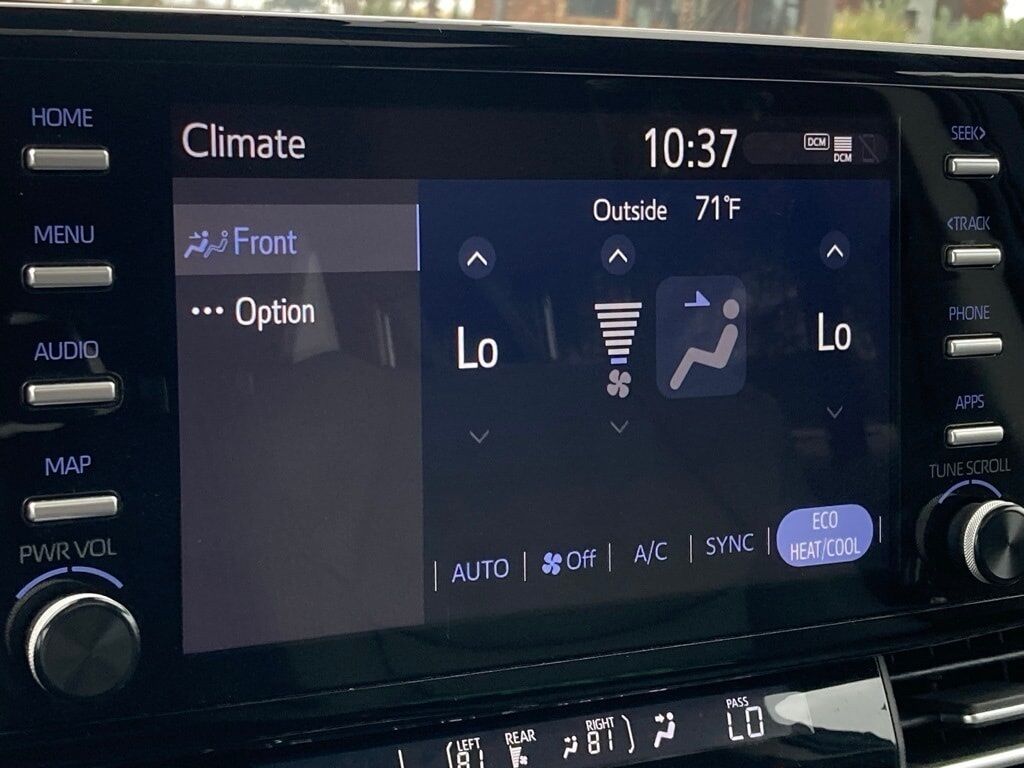 HOME
MENU
AUDIO
MAP
PWR VOL
Climate
10:37
DCM
DCM
Front
Option
Outside 71°F
Lo
Lo
AUTO
Off
A/C
SYNC
ECO
HEAT/COOL
SEEK>
<TRACK
PHONE
APPS
TUNE SCROLL
LEFT
81
REAR
RIGHT
81
PASS
LO